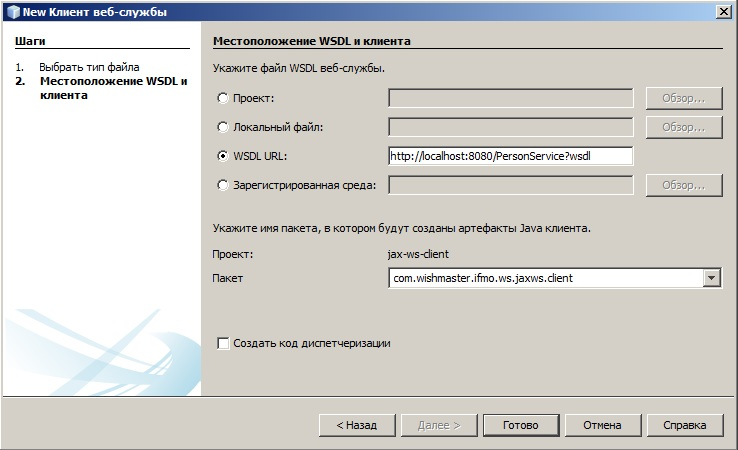 New Клиент веб-службы
Шаги
1. Выбрать тип файла
2. Местоположение WSDL и
клиента
Местоположение WSDL и клиента
Укажите файл WSDL веб-службы.
Проект: Обзор...
Локальный файл: Обзор...
WSDL URL: http://localhost:8080/PersonService?wsdl
Зарегистрированная среда: Обзор...
Укажите имя пакета, в котором будут созданы артефакты Java клиента.
Проект: jax-ws-client
Пакет com.wishmaster.ifmo.ws.jaxws.client
Создать код диспетчеризации
< Назад Далее > Готово Отмена Справка